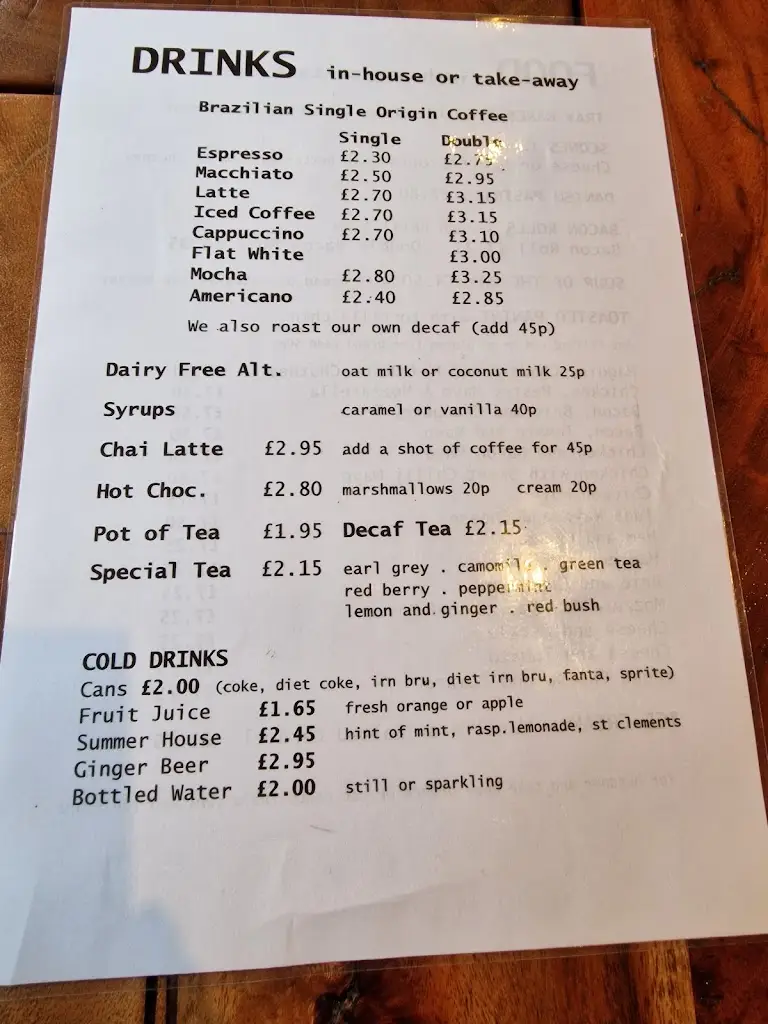 DRINKS in-house or take-away
Brazilian Single Origin Coffee
Single Double
Espresso £2.30 £2.75
Macchiato £2.50 £2.95
Latte £2.70 £3.15
Iced Coffee £2.70 £3.15
Cappuccino £2.70 £3.10
Flat White £3.00
Mocha £2.80 £3.25
Americano £2.40 £2.85
We also roast our own decaf (add 45p)
Dairy Free Alt. oat milk or coconut milk 25p
Syrups caramel or vanilla 40p
Chai Latte £2.95 add a shot of coffee for 45p
Hot Choc. £2.80 marshmallows 20p cream 20p
Pot of Tea £1.95 Decaf Tea £2.15
Special Tea £2.15 earl grey . camomile . green tea
red berry . peppermint
lemon and ginger . red bush
COLD DRINKS
Cans £2.00 (coke, diet coke, irn bru, diet irn bru, fanta, sprite)
Fruit Juice £1.65 fresh orange or apple
Summer House £2.45 hint of mint, rasp.lemonade, st clements
Ginger Beer £2.95
Bottled Water £2.00 still or sparkling